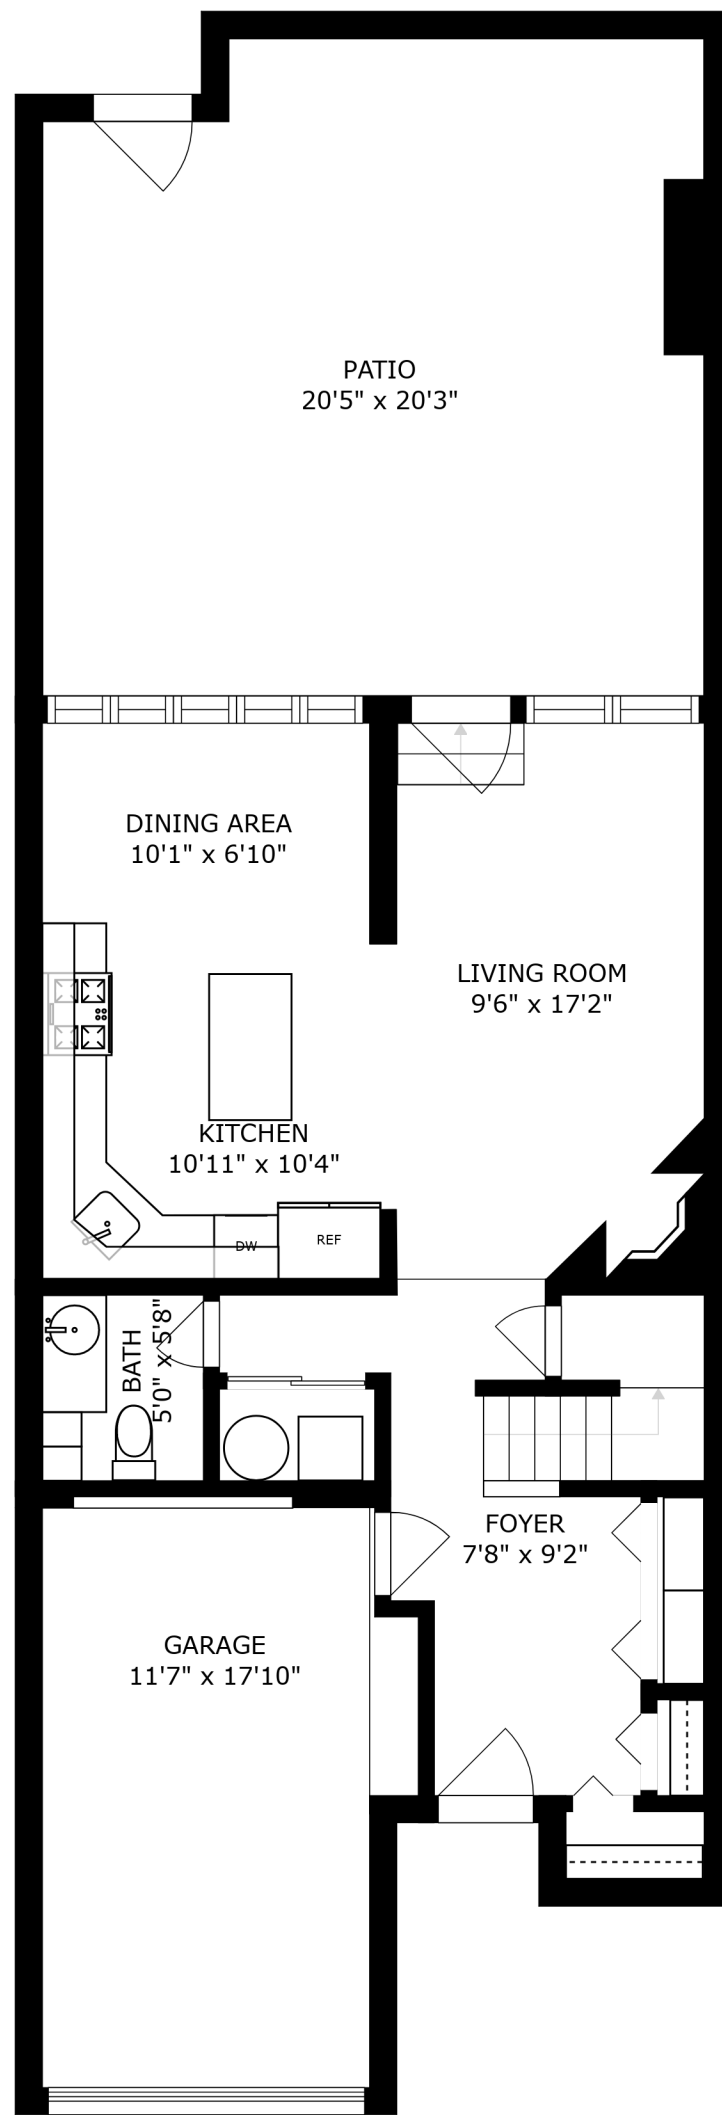 PATIO
20'5" x 20'3"
DINING AREA
10'1" x 6'10"
LIVING ROOM
9'6" x 17'2"
KITCHEN
10'11" x 10'4"
DW
REF
BATH
5'0" x 5'8"
FOYER
7'8" x 9'2"
GARAGE
11'7" x 17'10"